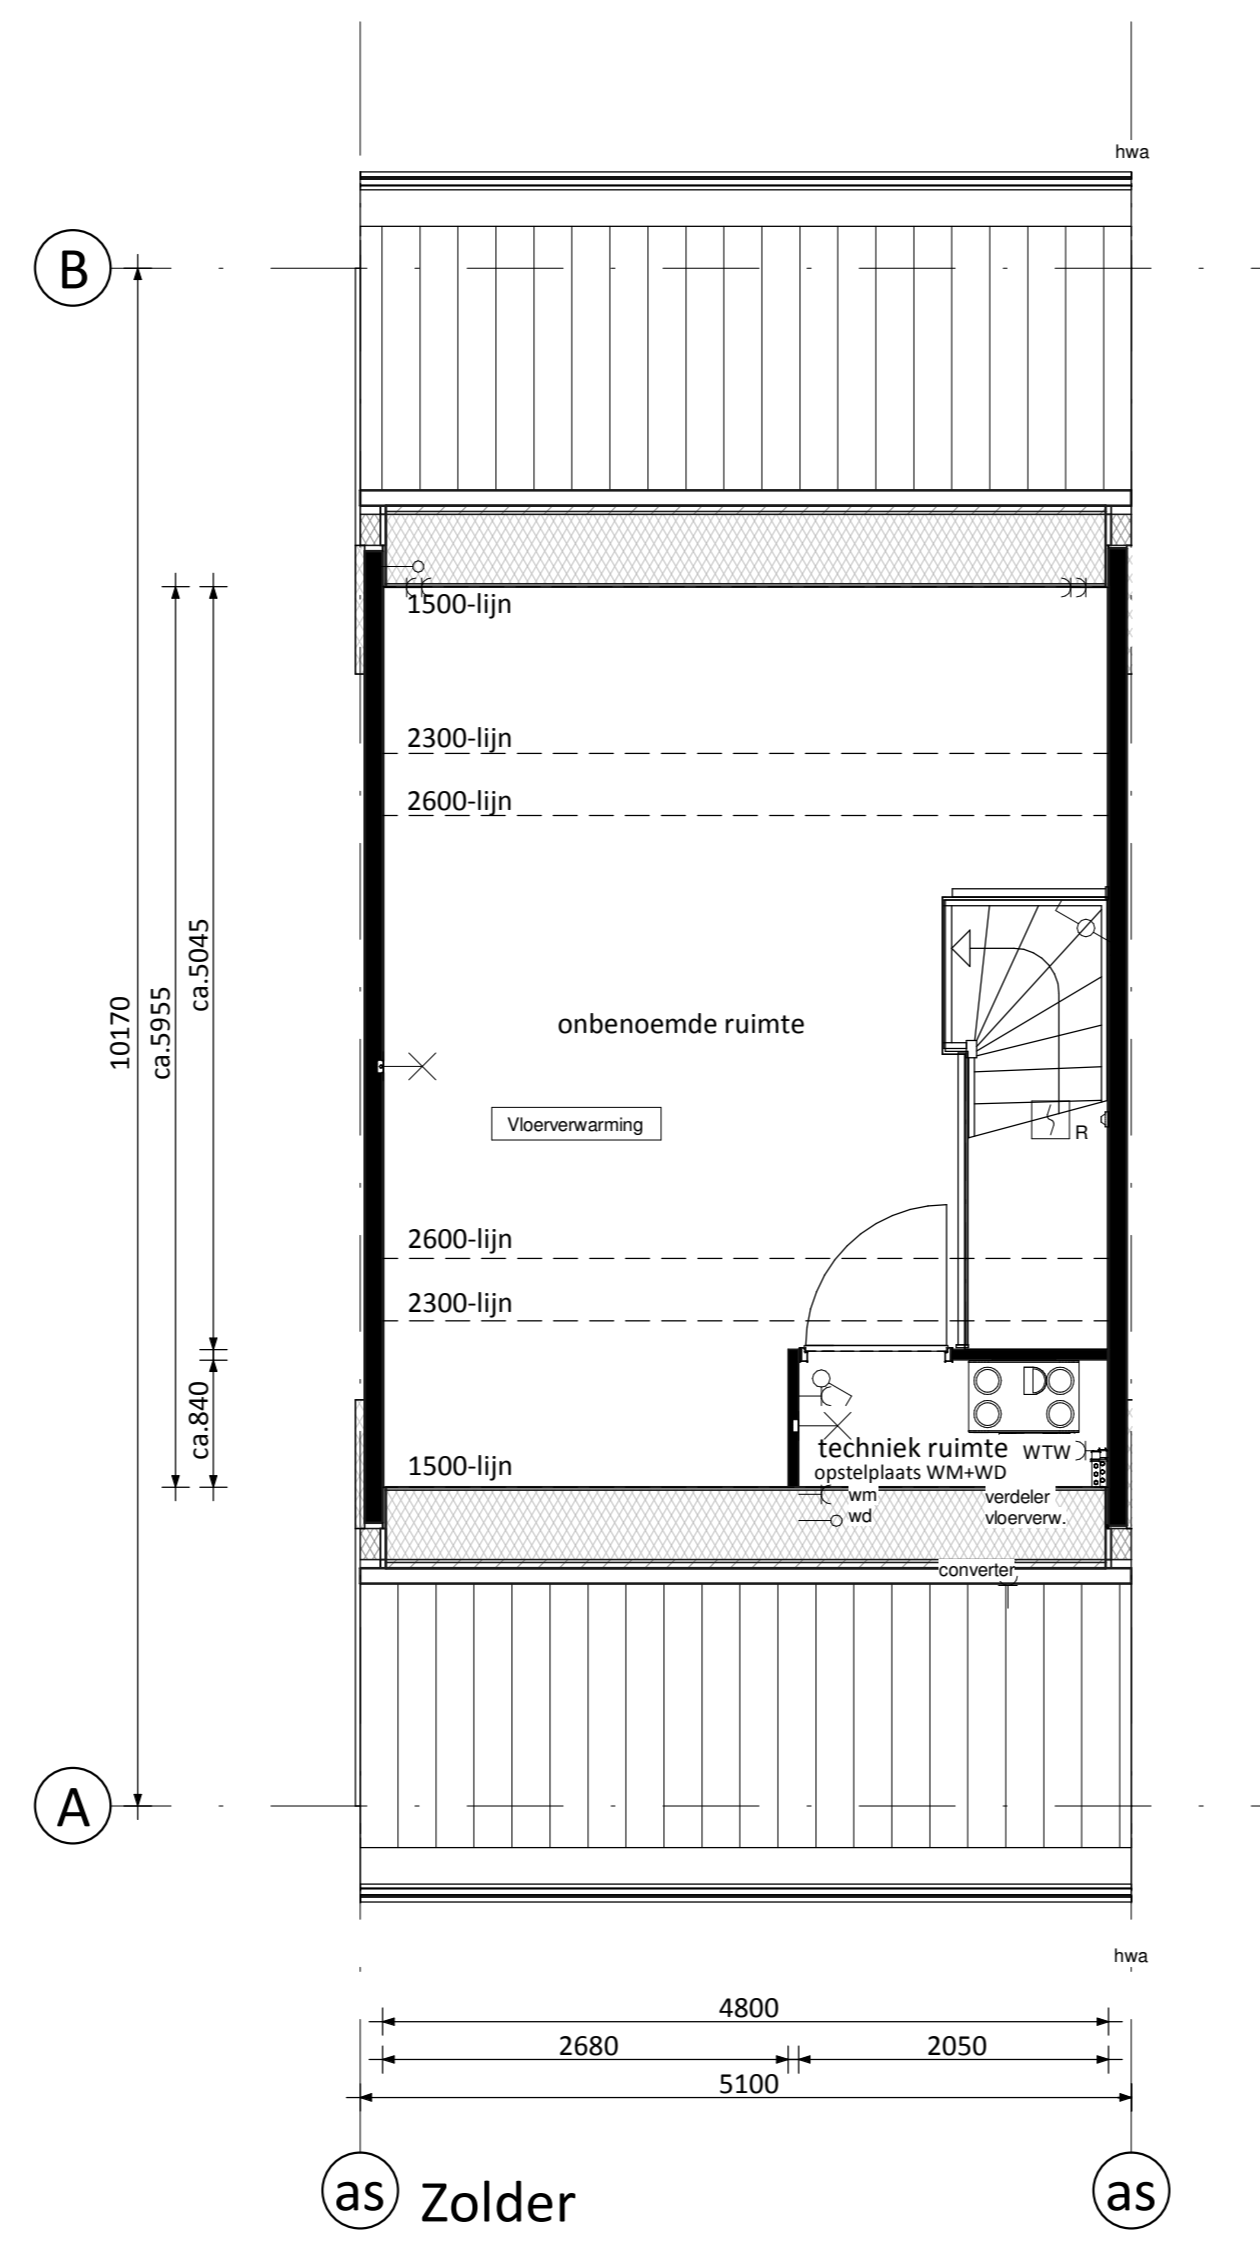 hwa
B
1500-lijn
2300-lijn
2600-lijn
10170
ca.5955
ca.5045
onbenoemde ruimte
Vloerverwarming
R
2600-lijn
2300-lijn
ca.840
techniek ruimte
WTW
opstelplaats WM+WD
1500-lijn
wm
wd
verdeler
vloerverw.
converter
A
hwa
4800
2680
2050
5100
as
Zolder
as